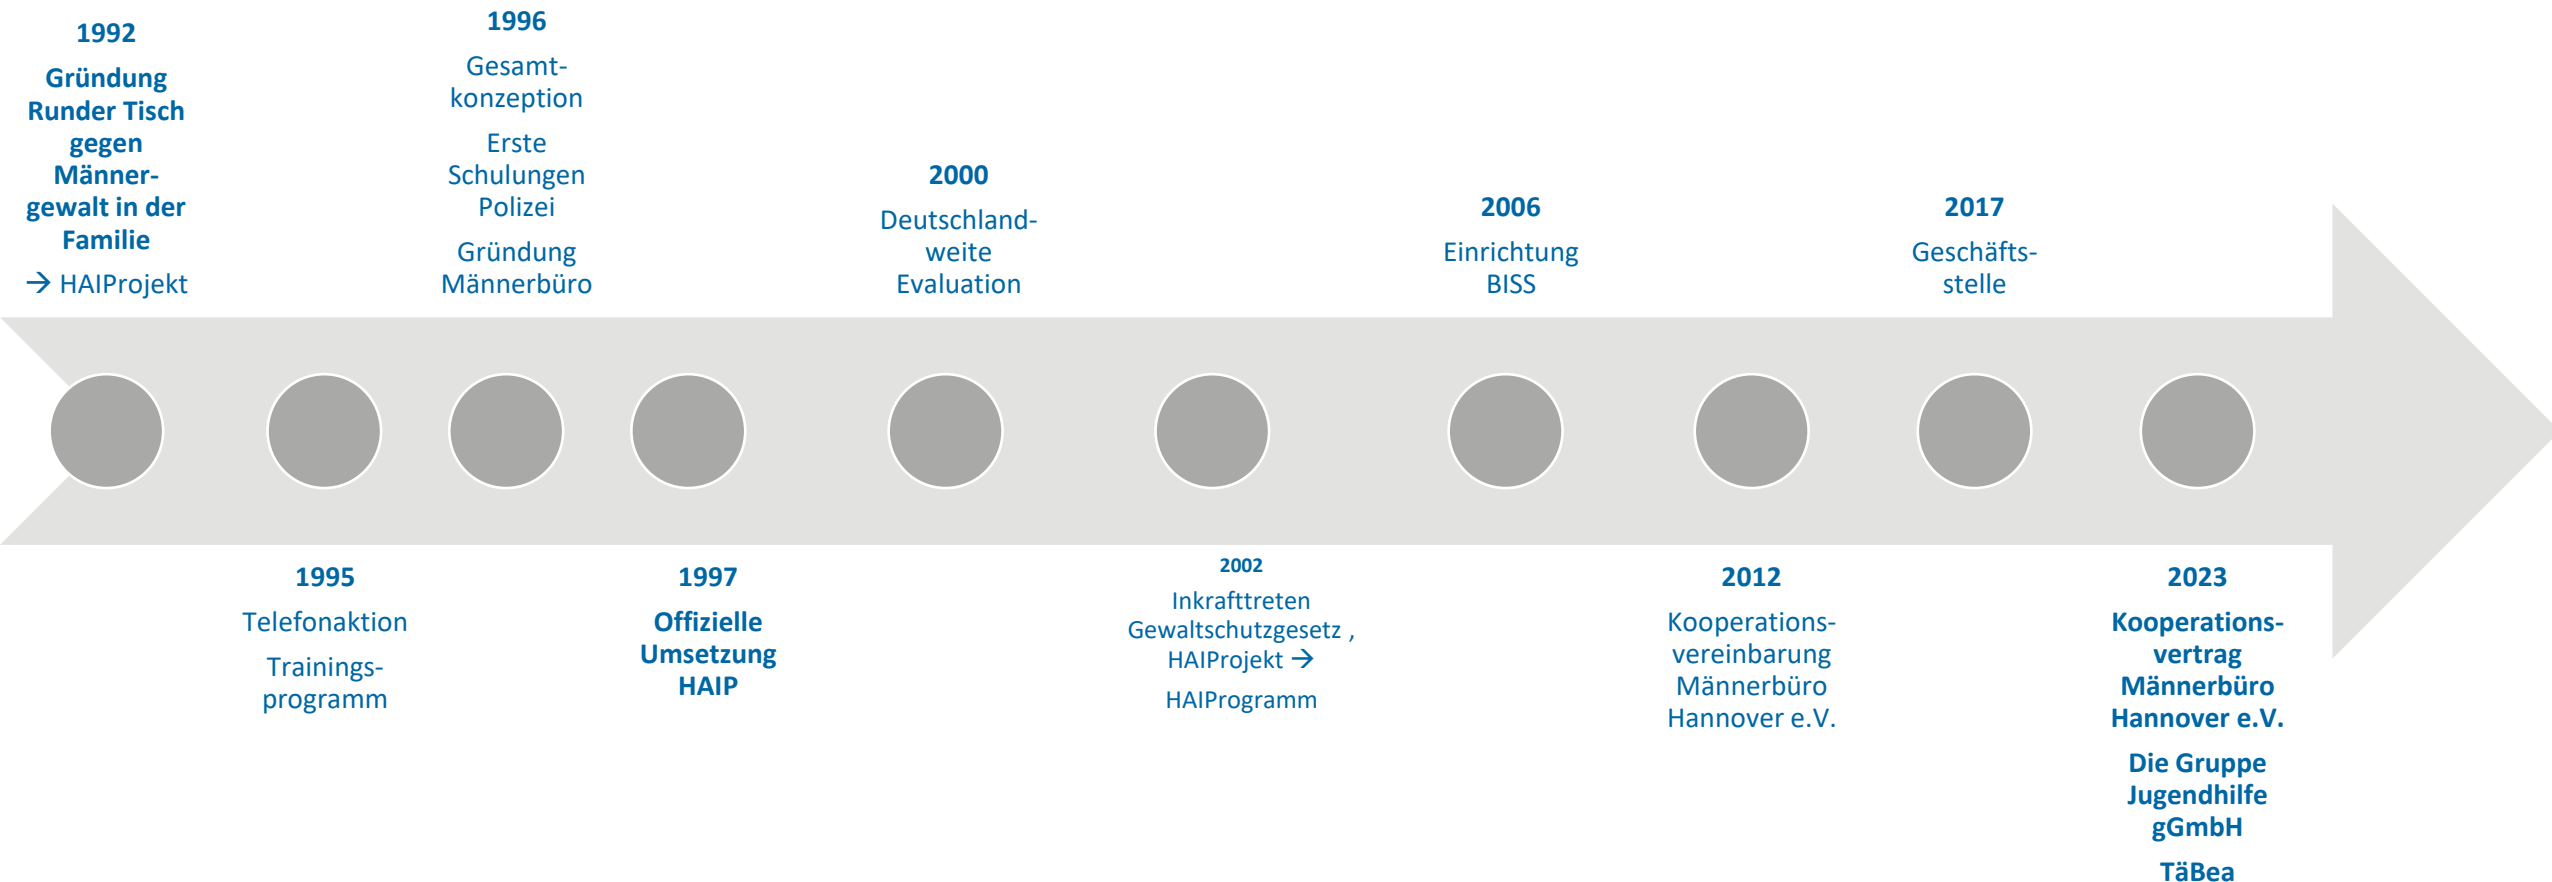 1992
Gründung
Runder Tisch
gegen
Männer-
gewalt in der
Familie
→ HAIProjekt
1995
Telefonaktion
Trainings-
programm
1996
Gesamt-
konzeption
Erste
Schulungen
Polizei
Gründung
Männerbüro
1997
Offizielle
Umsetzung
HAIP
2000
Deutschland-
weite
Evaluation
2002
Inkrafttreten
Gewaltschutzgesetz ,
HAIProjekt →
HAIProgramm
2006
Einrichtung
BISS
2012
Kooperations-
vereinbarung
Männerbüro
Hannover e.V.
2017
Geschäfts-
stelle
2023
Kooperations-
vertrag
Männerbüro
Hannover e.V.
Die Gruppe
Jugendhilfe
gGmbH
TäBea